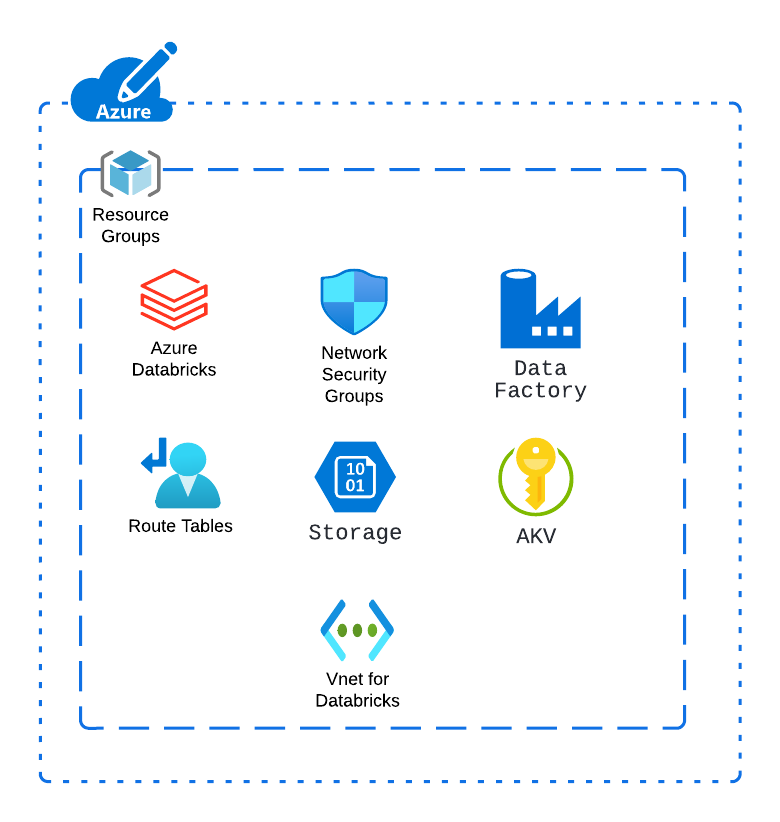 Azure
Resource
Groups
Azure
Databricks
Network
Security
Groups
Data
Factory
Route Tables
10
01
Storage
AKV
Vnet for
Databricks